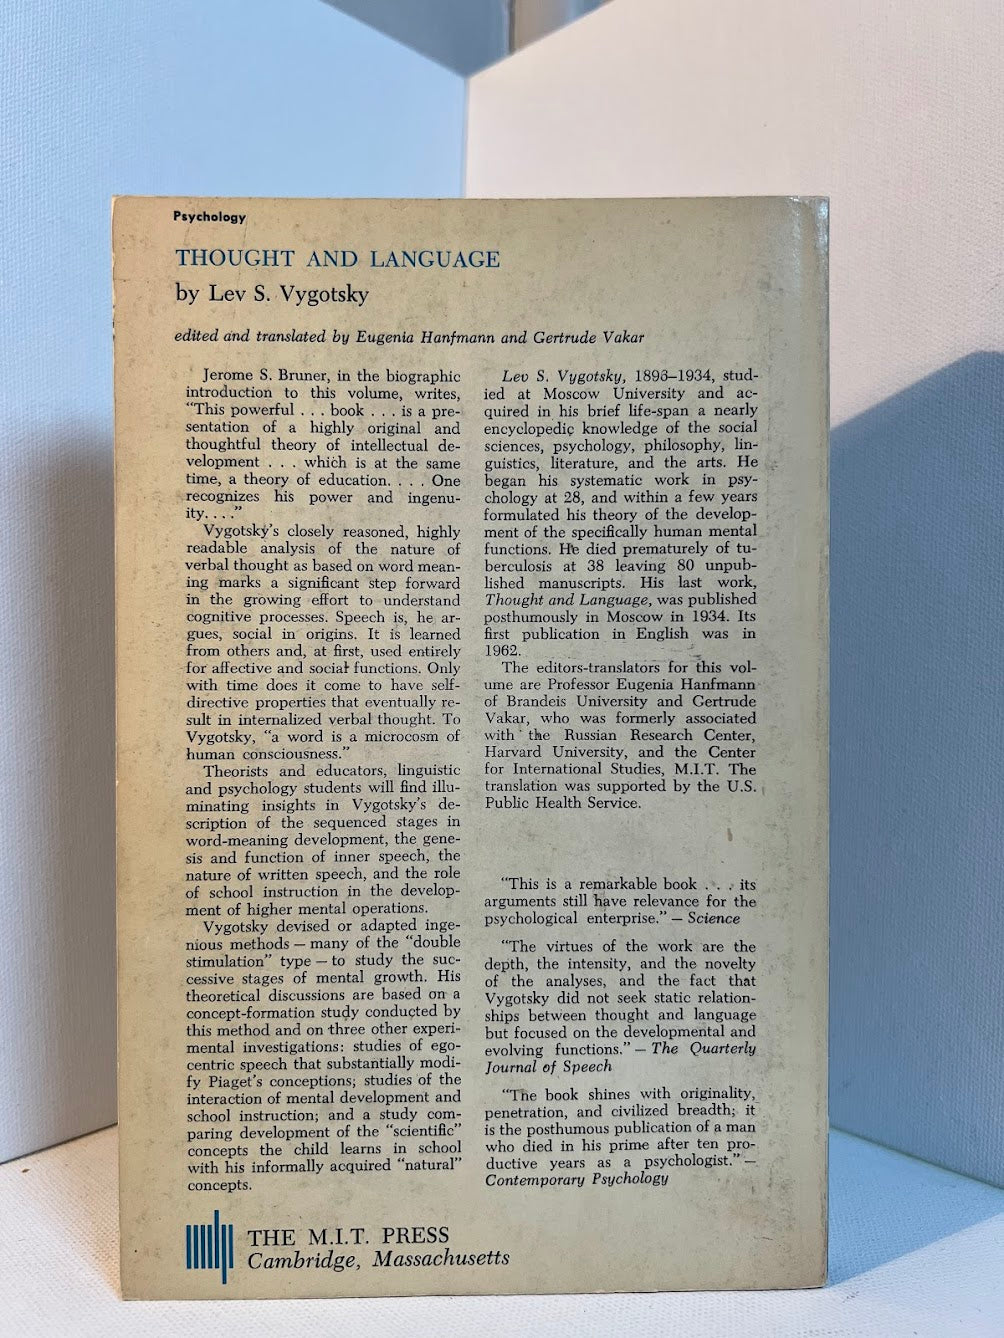 Psychology
THOUGHT AND LANGUAGE
by Lev S. Vygotsky
edited and translated by Eugenia Hanfmann and Gertrude Vakar
Jerome S. Bruner, in the biographic
introduction to this volume, writes,
“This powerful . . . book . . . is a pre-
sentation of a highly original and
thoughtful theory of intellectual de-
velopment . . . which is at the same
time, a theory of education. . . . One
recognizes his power and ingenu-
ity. . . .”
Vygotsky’s closely reasoned, highly
readable analysis of the nature of
verbal thought as based on word mean-
ing marks a significant step forward
in the growing effort to understand
cognitive processes. Speech is, he ar-
gues, social in origins. It is learned
from others and, at first, used entirely
for affective and social functions. Only
with time does it come to have self-
directive properties that eventually re-
sult in internalized verbal thought. To
Vygotsky, “a word is a microcosm of
human consciousness.”
Theorists and educators, linguistic
and psychology students will find illu-
minating insights in Vygotsky’s de-
scription of the sequenced stages in
word-meaning development, the gene-
sis and function of inner speech, the
nature of written speech, and the role
of school instruction in the develop-
ment of higher mental operations.
Vygotsky devised or adapted inge-
nious methods — many of the “double
stimulation” type — to study the suc-
cessive stages of mental growth. His
theoretical discussions are based on a
concept-formation study conducted by
this method and on three other experi-
mental investigations: studies of ego-
centric speech that substantially modi-
fy Piaget’s conceptions; studies of the
interaction of mental development and
school instruction; and a study com-
paring development of the “scientific”
concepts the child learns in school
with his informally acquired “natural”
concepts.
Lev S. Vygotsky, 1896–1934, stud-
ied at Moscow University and ac-
quired in his brief life-span a nearly
encyclopedic knowledge of the social
sciences, psychology, philosophy, lin-
guistics, literature, and the arts. He
began his systematic work in psy-
chology at 28, and within a few years
formulated his theory of the develop-
ment of the specifically human mental
functions. He died prematurely of tu-
berculosis at 38 leaving 80 unpub-
lished manuscripts. His last work,
Thought and Language, was published
posthumously in Moscow in 1934. Its
first publication in English was in
1962.
The editors-translators for this vol-
ume are Professor Eugenia Hanfmann
of Brandeis University and Gertrude
Vakar, who was formerly associated
with the Russian Research Center,
Harvard University, and the Center
for International Studies, M.I.T. The
translation was supported by the U.S.
Public Health Service.
“This is a remarkable book . . . its
arguments still have relevance for the
psychological enterprise.” — Science
“The virtues of the work are the
depth, the intensity, and the novelty
of the analyses, and the fact that
Vygotsky did not seek static relation-
ships between thought and language
but focused on the developmental and
evolving functions.” — The Quarterly
Journal of Speech
“The book shines with originality,
penetration, and civilized breadth; it
is the posthumous publication of a man
who died in his prime after ten pro-
ductive years as a psychologist.” —
Contemporary Psychology
THE M.I.T. PRESS
Cambridge, Massachusetts